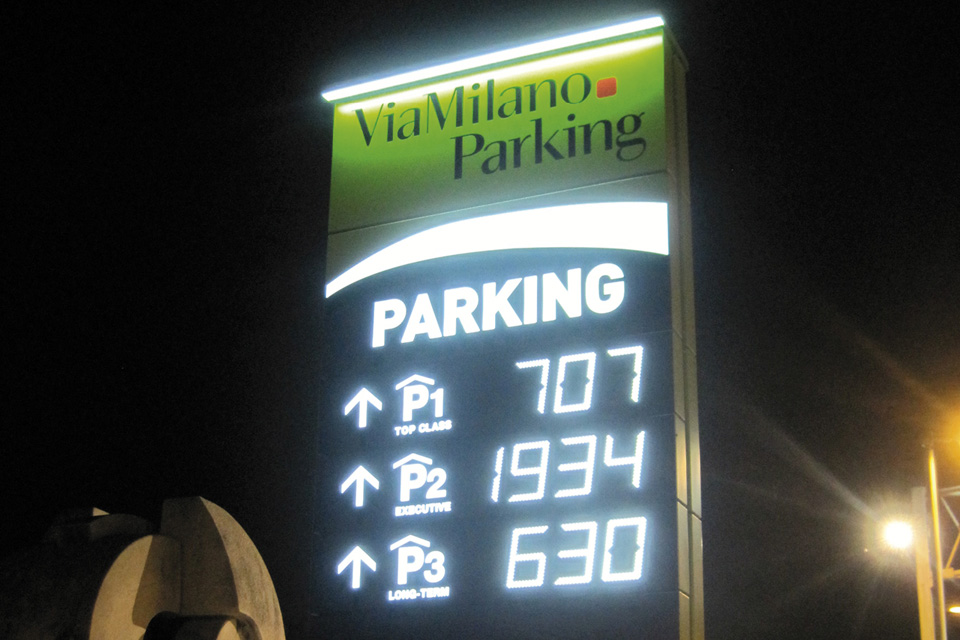 ViaMilano
Parking
PARKING
P1 707
TOP CLASS
P2 1934
EXECUTIVE
P3 630
LONG-TERM